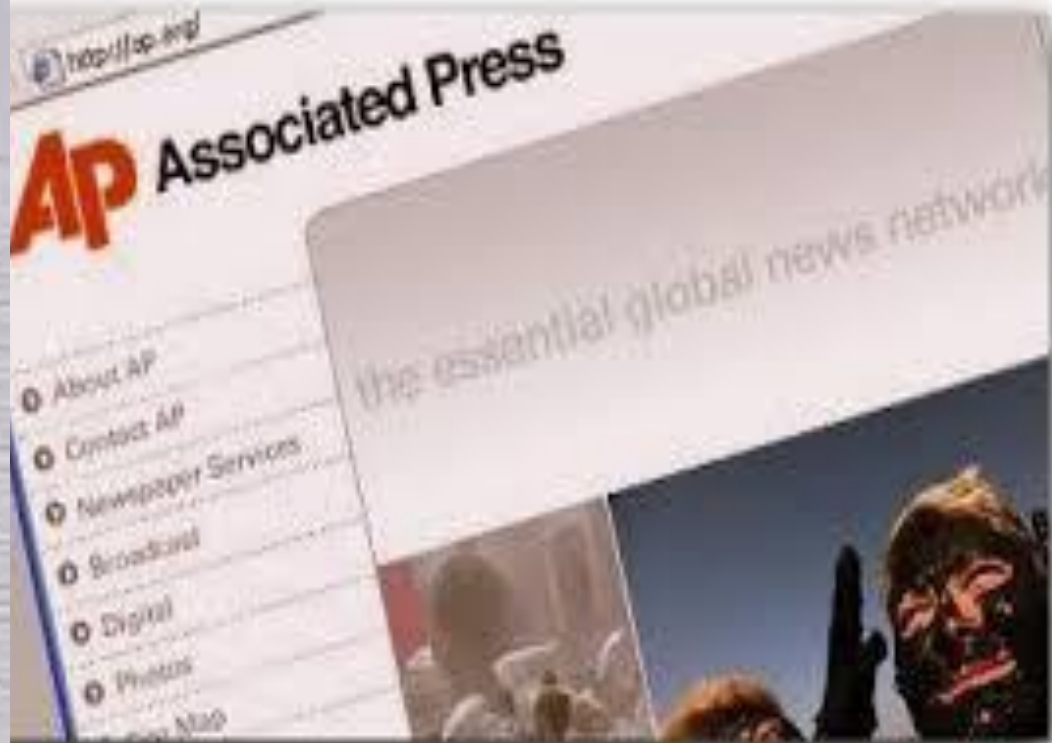 http://ap.org/
AP Associated Press
the essential global news network
About AP
Contact AP
Newspaper Services
Broadcast
Digital
Photos
Map